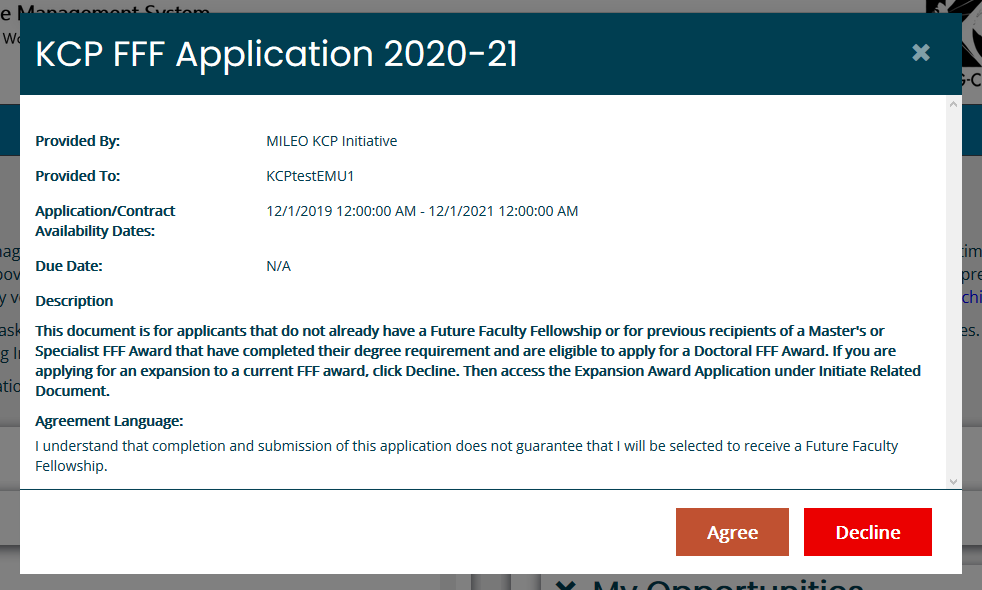 e Management System
KCP FFF Application 2020-21
Provided By: MILEO KCP Initiative
Provided To: KCPtestEMU1
Application/Contract Availability Dates: 12/1/2019 12:00:00 AM - 12/1/2021 12:00:00 AM
Due Date: N/A
Description
This document is for applicants that do not already have a Future Faculty Fellowship or for previous recipients of a Master's or
Specialist FFF Award that have completed their degree requirement and are eligible to apply for a Doctoral FFF Award. If you are
applying for an expansion to a current FFF award, click Decline. Then access the Expansion Award Application under Initiate Related
Document.
Agreement Language:
I understand that completion and submission of this application does not guarantee that I will be selected to receive a Future Faculty
Fellowship.
Agree Decline
My Opportunities